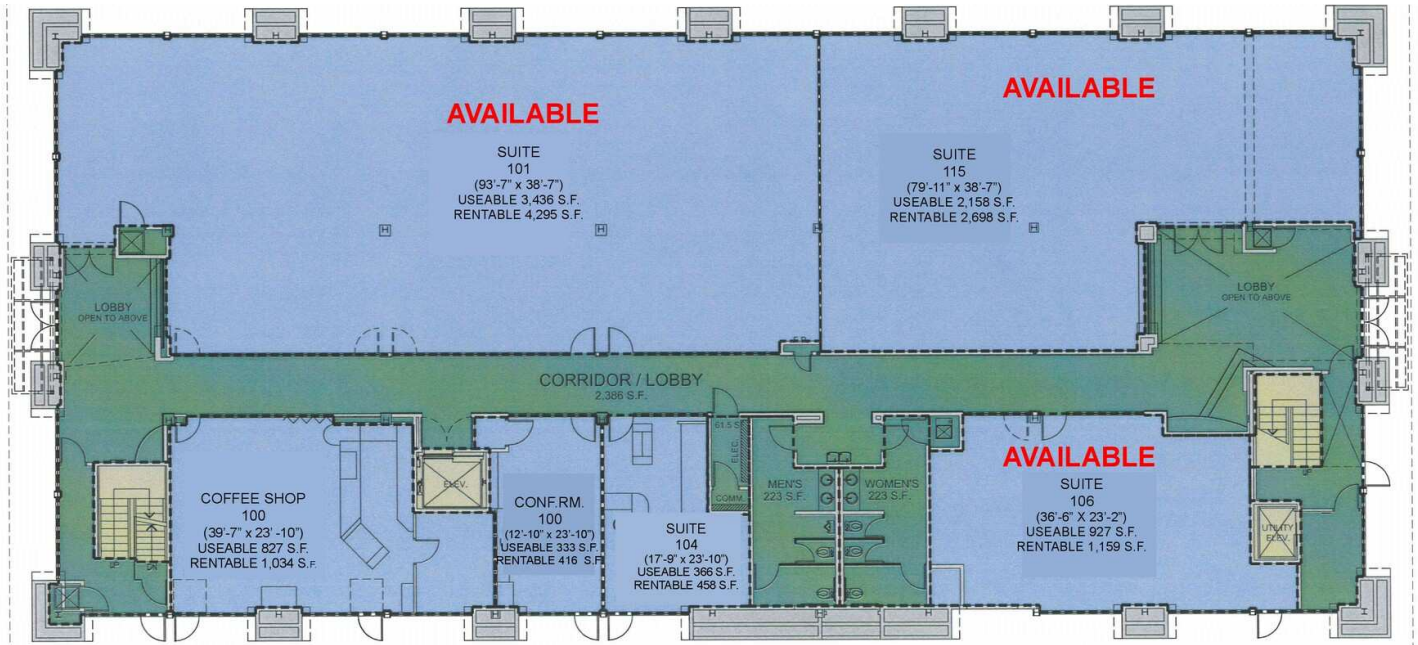 AVAILABLE
SUITE
101
(93'-7" x 38'-7")
USEABLE 3,436 S.F.
RENTABLE 4,295 S.F.
AVAILABLE
SUITE
115
(79'-11" x 38'-7")
USEABLE 2,158 S.F.
RENTABLE 2,698 S.F.
LOBBY
OPEN TO ABOVE
LOBBY
OPEN TO ABOVE
CORRIDOR / LOBBY
2,386 S.F.
COFFEE SHOP
100
(39'-7" x 23'-10")
USEABLE 827 S.F.
RENTABLE 1,034 S.F.
ELEV.
CONF.RM.
100
(12'-10" x 23'-10")
USEABLE 333 S.F.
RENTABLE 416 S.F.
SUITE
104
(17'-9" x 23'-10")
USEABLE 366 S.F.
RENTABLE 458 S.F.
61.5 S
ELEC.
COMM.
MEN'S
223 S.F.
WOMEN'S
223 S.F.
AVAILABLE
SUITE
106
(36'-6" X 23'-2")
USEABLE 927 S.F.
RENTABLE 1,159 S.F.
UTILITY
ELEV.